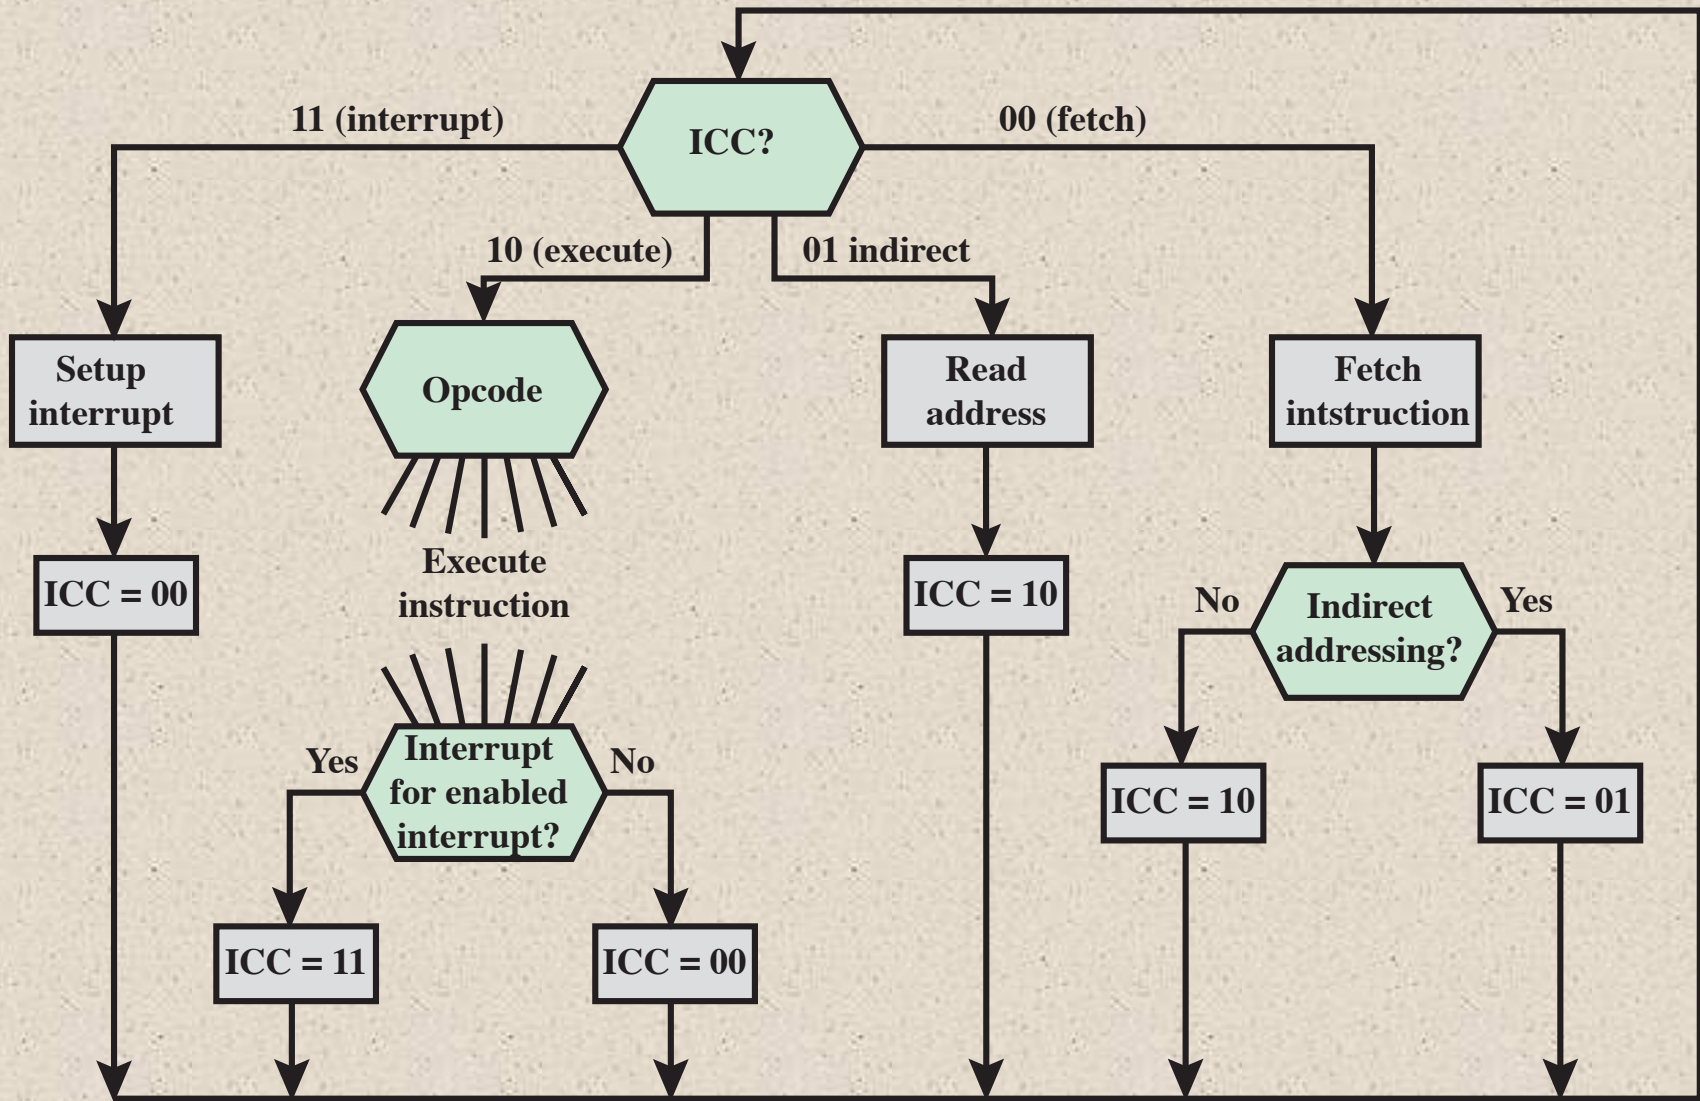 ICC?
11 (interrupt)
00 (fetch)
10 (execute)
01 indirect
Setup
interrupt
Opcode
Read
address
Fetch
intstruction
Execute
instruction
ICC = 00
ICC = 10
No
Indirect
addressing?
Yes
Yes
Interrupt
for enabled
interrupt?
No
ICC = 10
ICC = 01
ICC = 11
ICC = 00